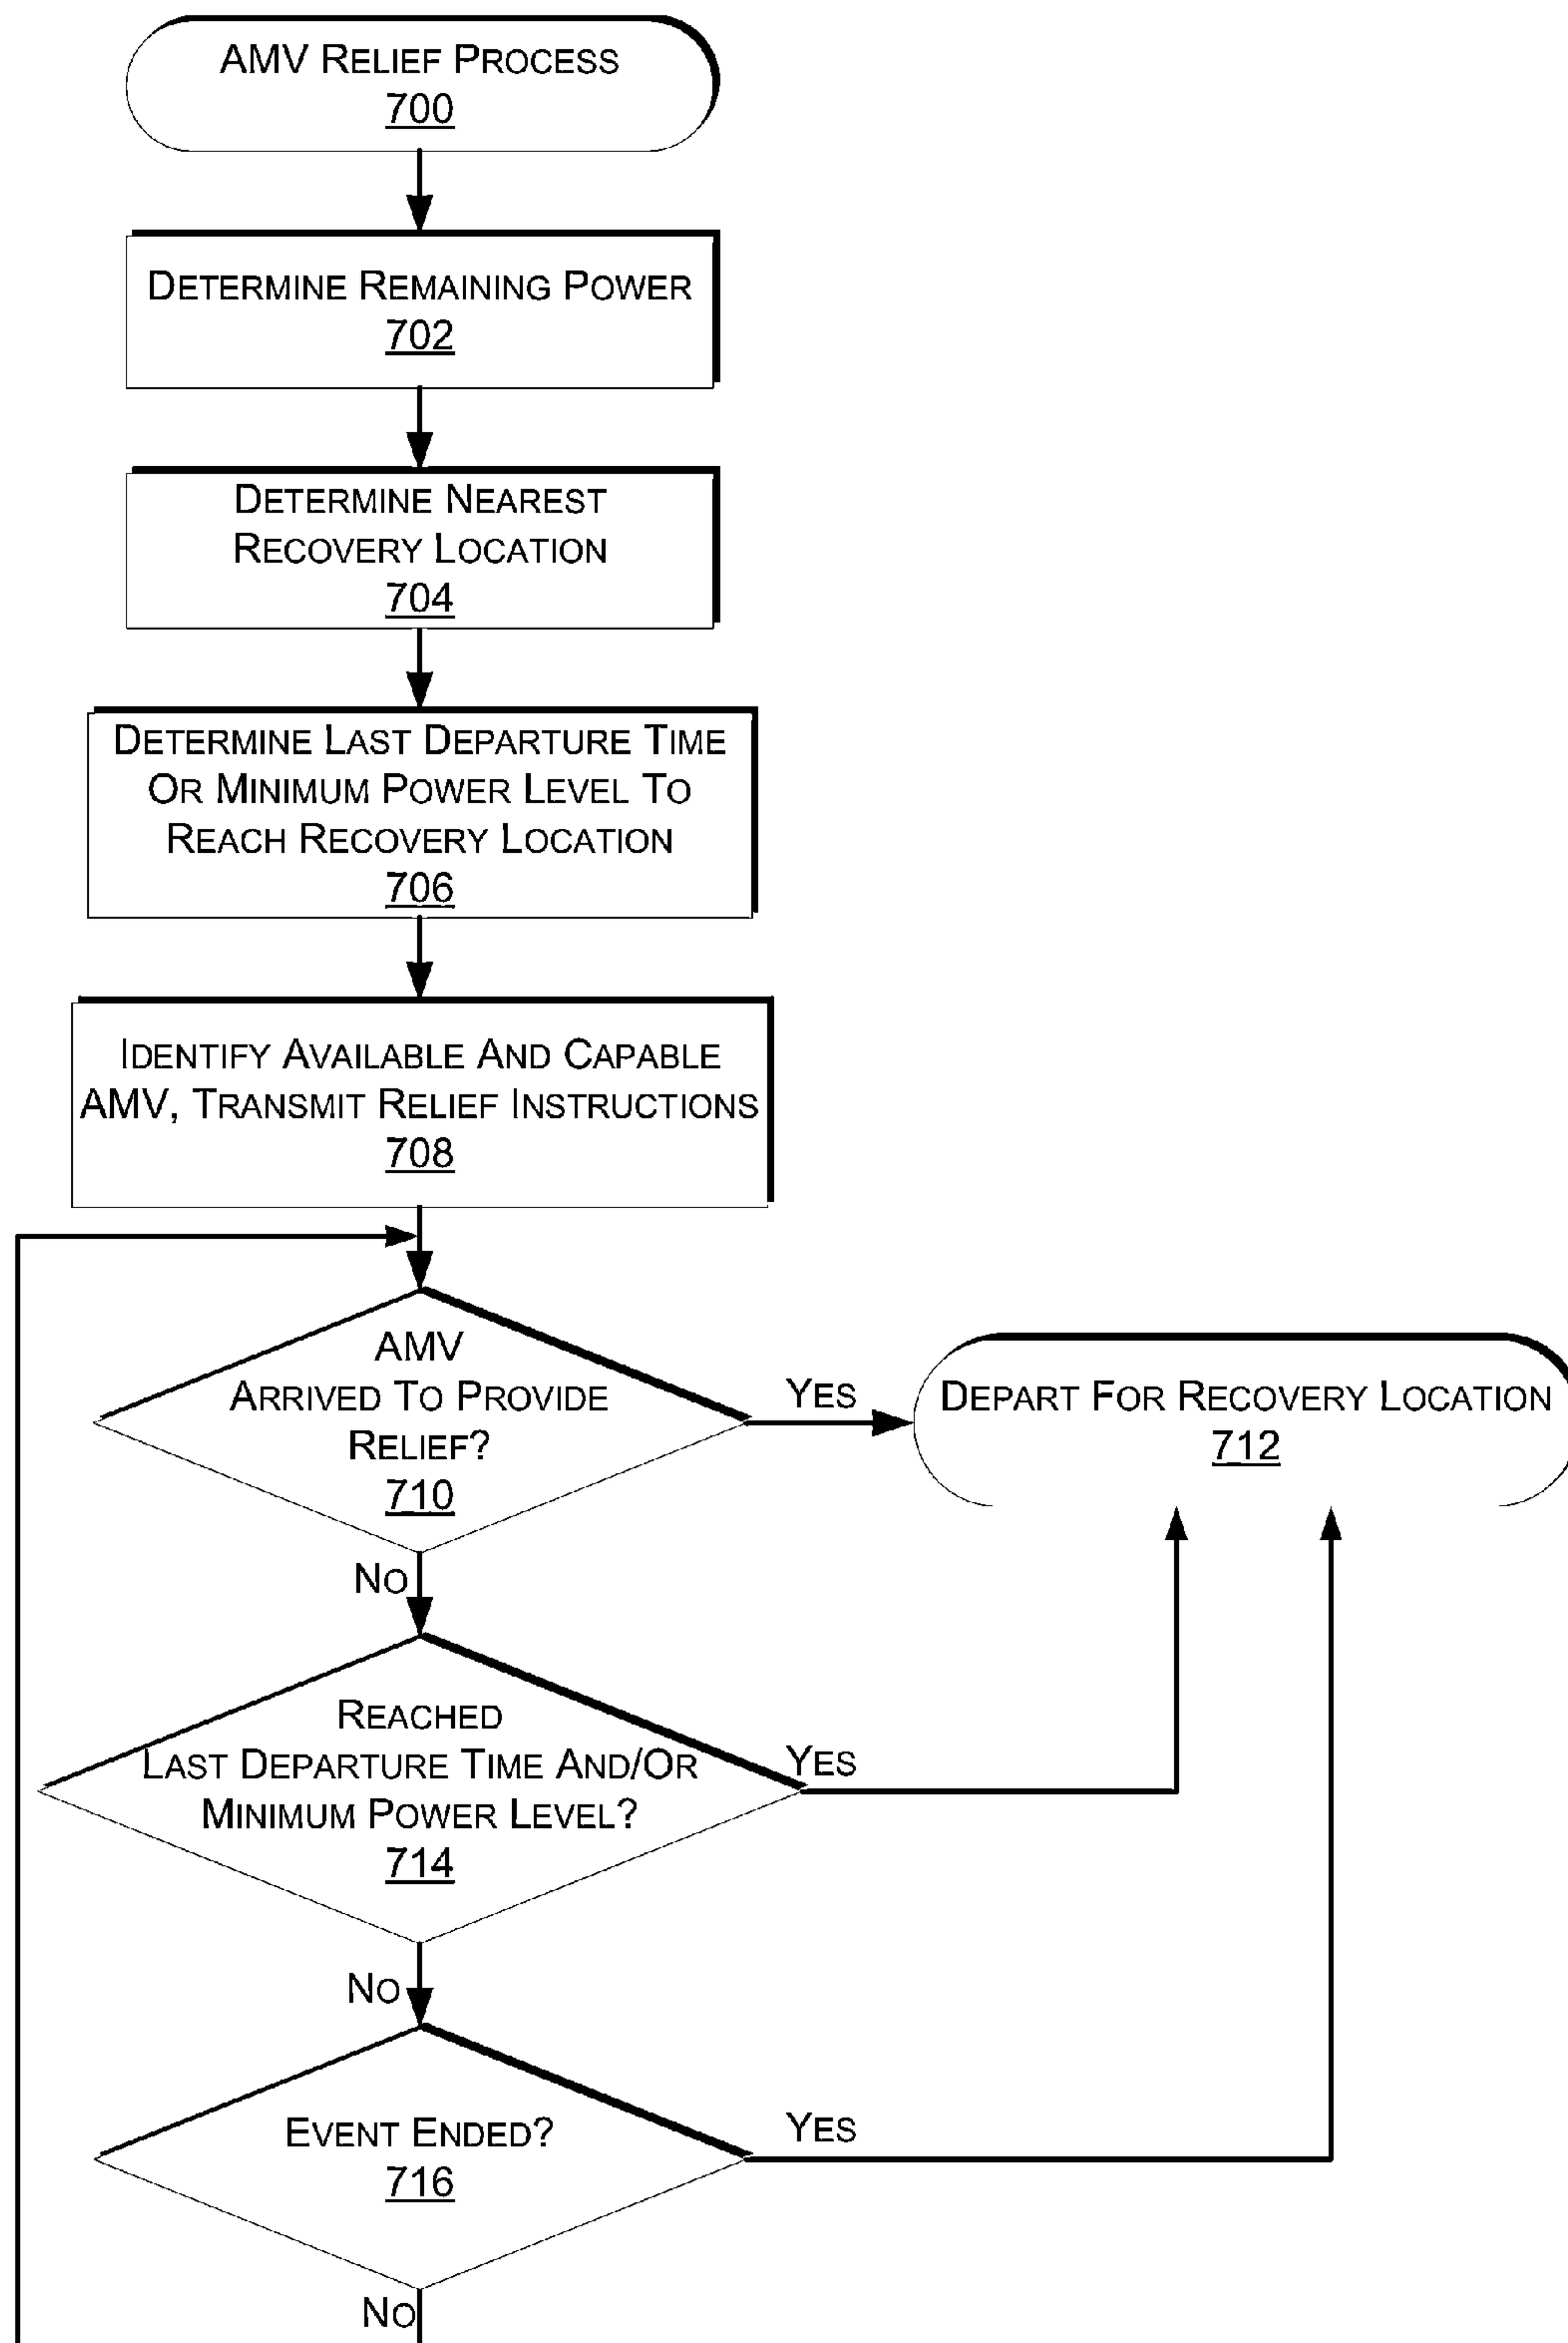 AMV RELIEF PROCESS
700
DETERMINE REMAINING POWER
702
DETERMINE NEAREST
RECOVERY LOCATION
704
DETERMINE LAST DEPARTURE TIME
OR MINIMUM POWER LEVEL TO
REACH RECOVERY LOCATION
706
IDENTIFY AVAILABLE AND CAPABLE
AMV, TRANSMIT RELIEF INSTRUCTIONS
708
AMV
ARRIVED TO PROVIDE
RELIEF?
710
YES
DEPART FOR RECOVERY LOCATION
712
NO
REACHED
LAST DEPARTURE TIME AND/OR
MINIMUM POWER LEVEL?
714
YES
NO
EVENT ENDED?
716
YES
NO